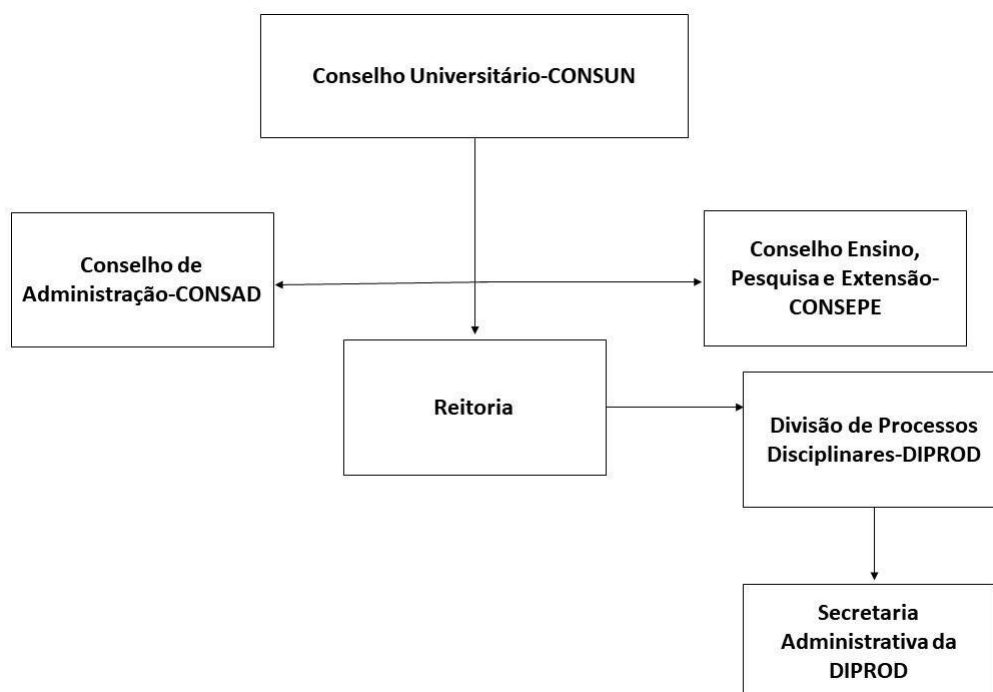 Conselho Universitário-CONSUN
Conselho de
Administração-CONSAD
Conselho Ensino,
Pesquisa e Extensão-
CONSEPE
Reitoria
Divisão de Processos
Disciplinares-DIPROD
Secretaria
Administrativa da
DIPROD